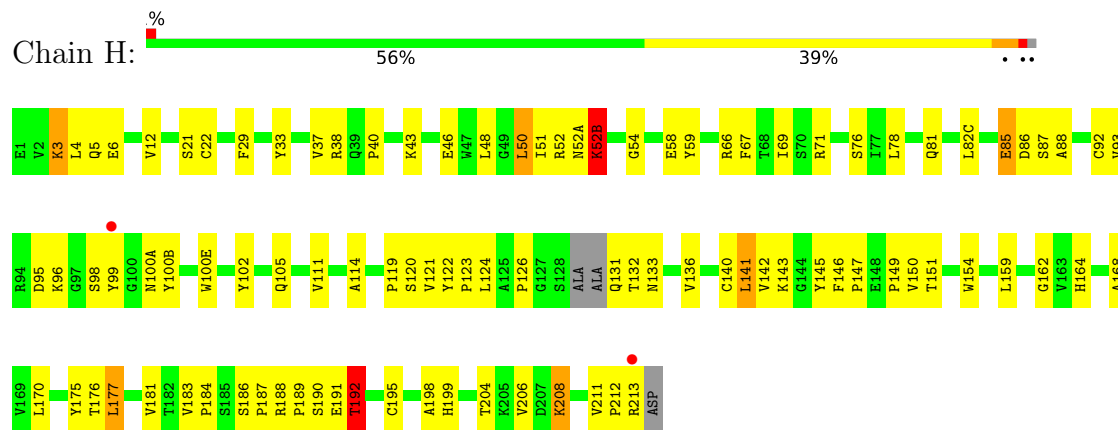 .%
Chain H:
56% 39% . ..
E1 V2 K3 L4 Q5 E6 V12 S21 C22 F29 Y33 V37 R38 Q39 P40 K43 E46 W47 L48 G49 L50 I51 R52 N52A K52B G54 E58 Y59 R66 F67 T68 I69 S70 R71 S76 I77 L78 Q81 L82C E85 D86 S87 A88 C92 V93
R94 D95 K96 G97 S98 Y99 G100 N100A Y100B W100E Y102 Q105 V111 A114 P119 S120 V121 Y122 P123 L124 A125 P126 G127 S128 ALA ALA Q131 T132 N133 V136 C140 L141 V142 K143 G144 Y145 F146 P147 E148 P149 V150 T151 W154 L159 G162 V163 H164 A168
V169 L170 Y175 T176 L177 V181 T182 V183 P184 S185 S186 P187 R188 P189 S190 E191 T192 C195 A198 H199 T204 K205 V206 D207 K208 V211 P212 R213 ASP